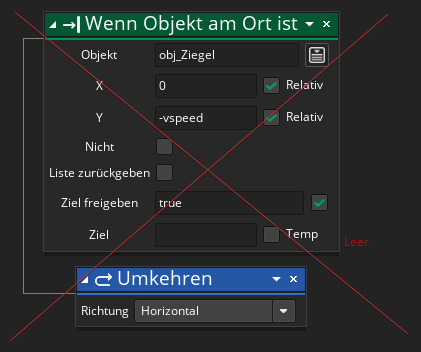 Wenn Objekt am Ort ist
Objekt obj_Ziegel
X 0 Relativ
Y -vspeed Relativ
Nicht
Liste zurückgeben
Ziel freigeben true
Ziel Temp
Leer
Umkehren
Richtung Horizontal